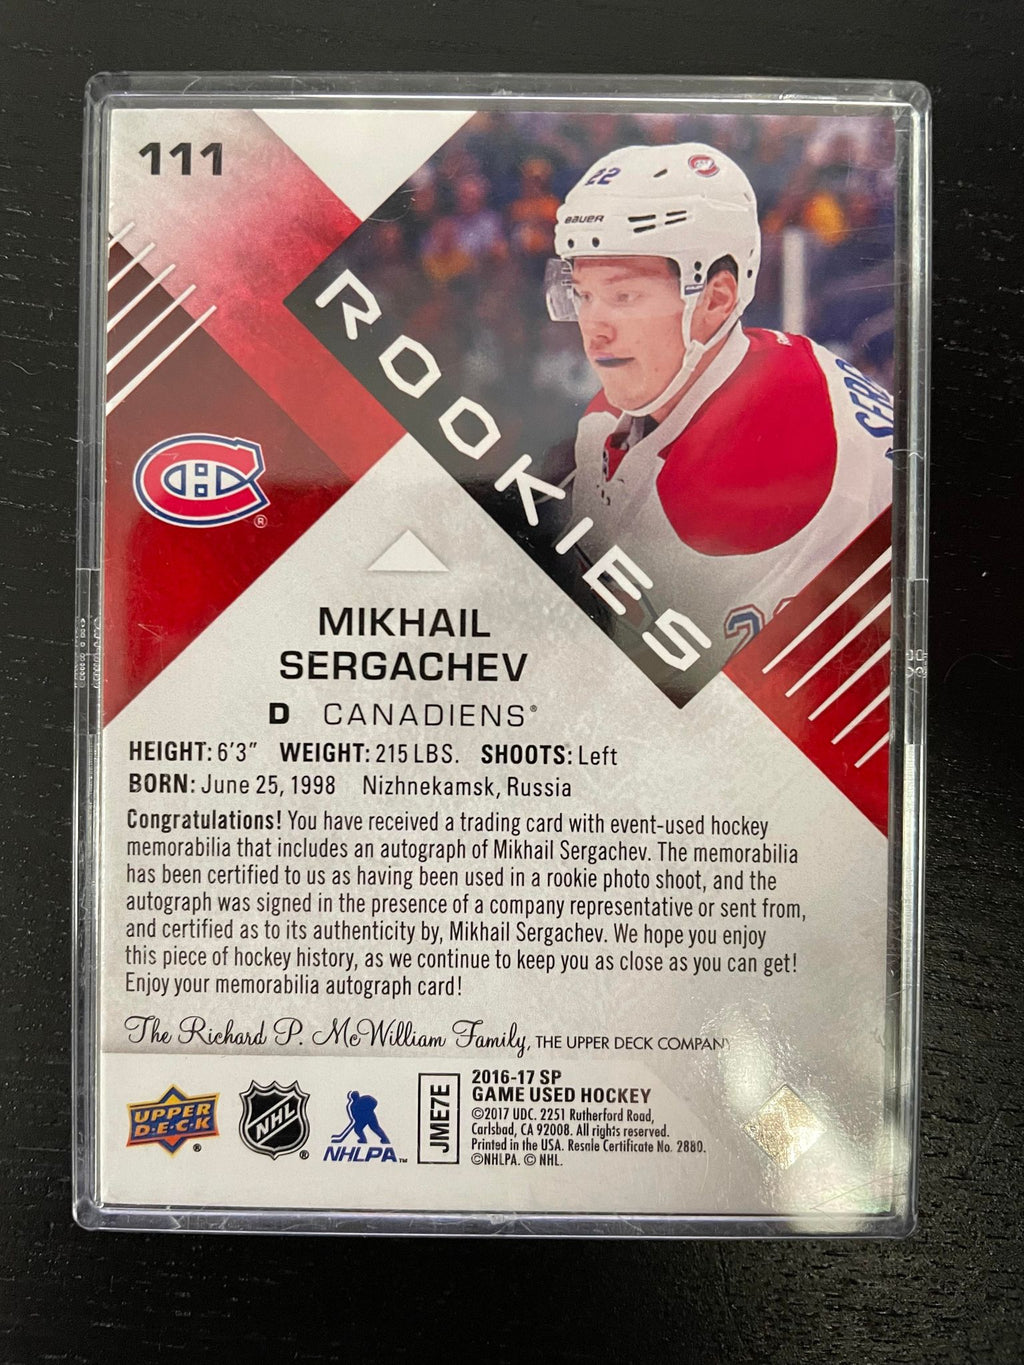 111
22
BAUER
SERG
ROOKIES
C
H
®
MIKHAIL
SERGACHEV
D CANADIENS®
HEIGHT: 6'3" WEIGHT: 215 LBS. SHOOTS: Left
BORN: June 25, 1998 Nizhnekamsk, Russia
Congratulations! You have received a trading card with event-used hockey
memorabilia that includes an autograph of Mikhail Sergachev. The memorabilia
has been certified to us as having been used in a rookie photo shoot, and the
autograph was signed in the presence of a company representative or sent from,
and certified as to its authenticity by, Mikhail Sergachev. We hope you enjoy
this piece of hockey history, as we continue to keep you as close as you can get!
Enjoy your memorabilia autograph card!
The Richard P. McWilliam Family, THE UPPER DECK COMPANY
UPPER
D·E·C·K
®
NHL
®
NHLPA™
JME7E
2016-17 SP
GAME USED HOCKEY
©2017 UDC. 2251 Rutherford Road,
Carlsbad, CA 92008. All rights reserved.
Printed in the USA. Resale Certificate No. 2880.
©NHLPA. © NHL.